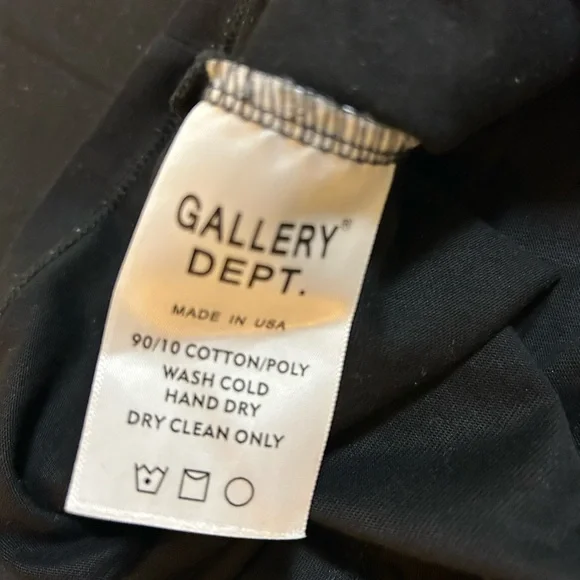 GALLERY®
DEPT.
MADE IN USA
90/10 COTTON/POLY
WASH COLD
HAND DRY
DRY CLEAN ONLY